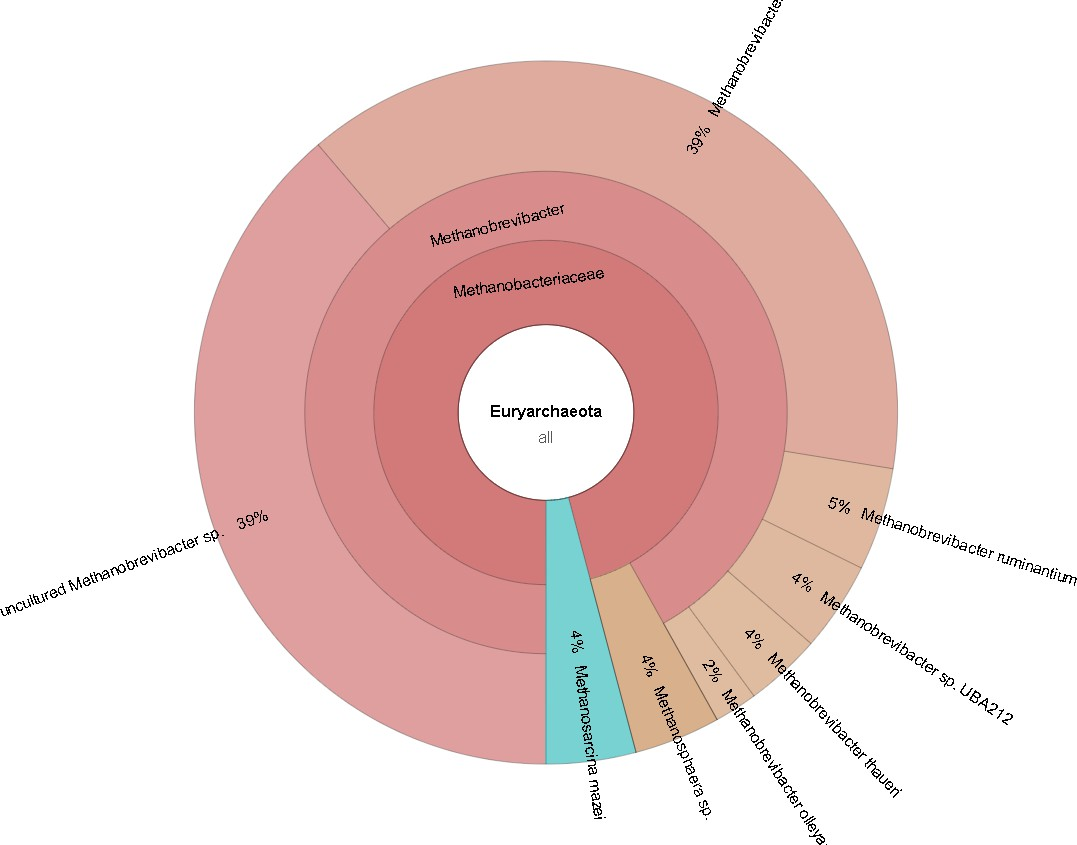 39% Methanobrevibacte
Methanobrevibacter
Methanobacteriaceae
Euryarchaeota
all
uncultured Methanobrevibacter sp. 39%
5% Methanobrevibacter ruminantium
4% Methanobrevibacter sp. UBA212
4% Methanobrevibacter thaueri
2% Methanobrevibacter olleya
4% Methanosphaera sp.
4% Methanosarcina mazei